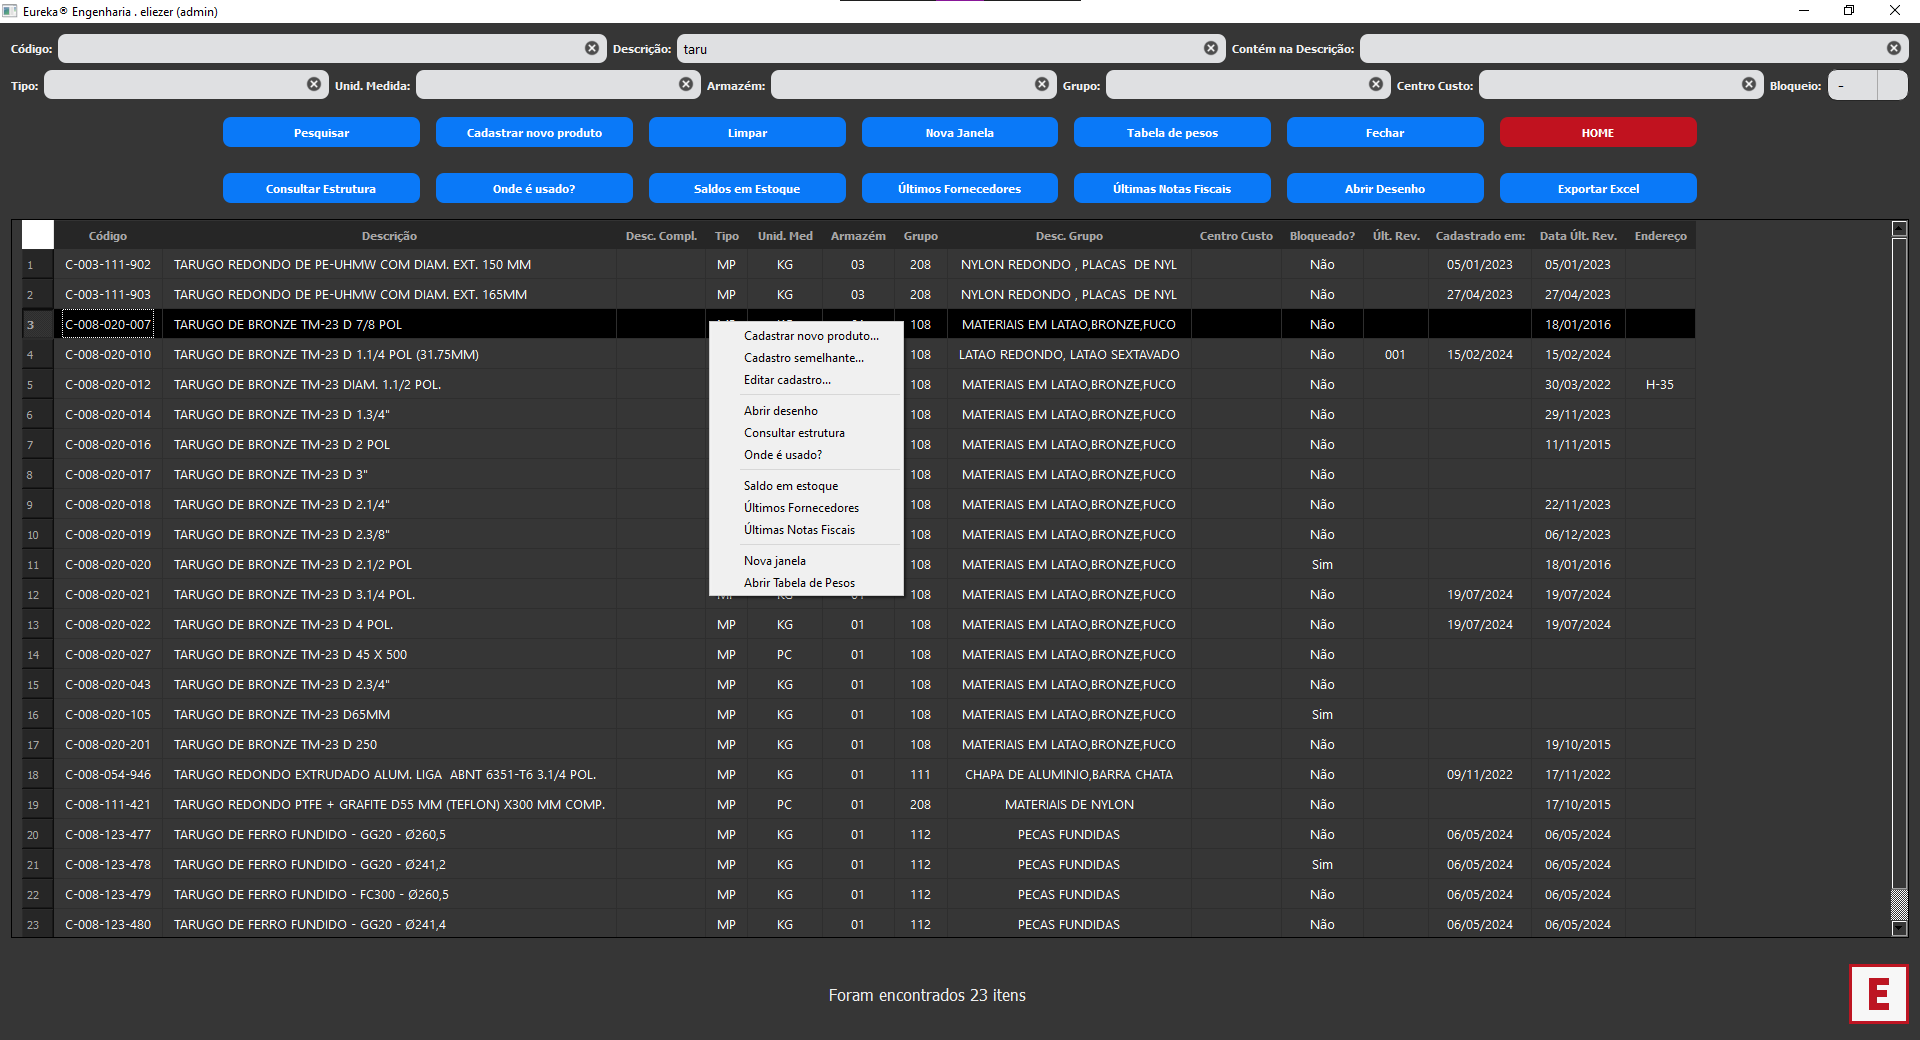 Eureka® Engenharia . eliezer (admin)
Código: Descrição: taru Contém na Descrição:
Tipo: Unid. Medida: Armazém: Grupo: Centro Custo: Bloqueio: -
Pesquisar Cadastrar novo produto Limpar Nova Janela Tabela de pesos Fechar HOME
Consultar Estrutura Onde é usado? Saldos em Estoque Últimos Fornecedores Últimas Notas Fiscais Abrir Desenho Exportar Excel
Código Descrição Desc. Compl. Tipo Unid. Med Armazém Grupo Desc. Grupo Centro Custo Bloqueado? Últ. Rev. Cadastrado em: Data Últ. Rev. Endereço
1 C-003-111-902 TARUGO REDONDO DE PE-UHMW COM DIAM. EXT. 150 MM MP KG 03 208 NYLON REDONDO , PLACAS  DE NYL Não 05/01/2023 05/01/2023
2 C-003-111-903 TARUGO REDONDO DE PE-UHMW COM DIAM. EXT. 165MM MP KG 03 208 NYLON REDONDO , PLACAS  DE NYL Não 27/04/2023 27/04/2023
3 C-008-020-007 TARUGO DE BRONZE TM-23 D 7/8 POL 108 MATERIAIS EM LATAO,BRONZE,FUCO Não 18/01/2016
4 C-008-020-010 TARUGO DE BRONZE TM-23 D 1.1/4 POL (31.75MM) 108 LATAO REDONDO, LATAO SEXTAVADO Não 001 15/02/2024 15/02/2024
5 C-008-020-012 TARUGO DE BRONZE TM-23 DIAM. 1.1/2 POL. 108 MATERIAIS EM LATAO,BRONZE,FUCO Não 30/03/2022 H-35
6 C-008-020-014 TARUGO DE BRONZE TM-23 D 1.3/4" 108 MATERIAIS EM LATAO,BRONZE,FUCO Não 29/11/2023
7 C-008-020-016 TARUGO DE BRONZE TM-23 D 2 POL 108 MATERIAIS EM LATAO,BRONZE,FUCO Não 11/11/2015
8 C-008-020-017 TARUGO DE BRONZE TM-23 D 3" 108 MATERIAIS EM LATAO,BRONZE,FUCO Não
9 C-008-020-018 TARUGO DE BRONZE TM-23 D 2.1/4" 108 MATERIAIS EM LATAO,BRONZE,FUCO Não 22/11/2023
10 C-008-020-019 TARUGO DE BRONZE TM-23 D 2.3/8" 108 MATERIAIS EM LATAO,BRONZE,FUCO Não 06/12/2023
11 C-008-020-020 TARUGO DE BRONZE TM-23 D 2.1/2 POL 108 MATERIAIS EM LATAO,BRONZE,FUCO Sim 18/01/2016
12 C-008-020-021 TARUGO DE BRONZE TM-23 D 3.1/4 POL. 108 MATERIAIS EM LATAO,BRONZE,FUCO Não 19/07/2024 19/07/2024
13 C-008-020-022 TARUGO DE BRONZE TM-23 D 4 POL. MP KG 01 108 MATERIAIS EM LATAO,BRONZE,FUCO Não 19/07/2024 19/07/2024
14 C-008-020-027 TARUGO DE BRONZE TM-23 D 45 X 500 MP PC 01 108 MATERIAIS EM LATAO,BRONZE,FUCO Não
15 C-008-020-043 TARUGO DE BRONZE TM-23 D 2.3/4" MP KG 01 108 MATERIAIS EM LATAO,BRONZE,FUCO Não
16 C-008-020-105 TARUGO DE BRONZE TM-23 D65MM MP KG 01 108 MATERIAIS EM LATAO,BRONZE,FUCO Sim
17 C-008-020-201 TARUGO DE BRONZE TM-23 D 250 MP KG 01 108 MATERIAIS EM LATAO,BRONZE,FUCO Não 19/10/2015
18 C-008-054-946 TARUGO REDONDO EXTRUDADO ALUM. LIGA  ABNT 6351-T6 3.1/4 POL. MP KG 01 111 CHAPA DE ALUMINIO,BARRA CHATA Não 09/11/2022 17/11/2022
19 C-008-111-421 TARUGO REDONDO PTFE + GRAFITE D55 MM (TEFLON) X300 MM COMP. MP PC 01 208 MATERIAIS DE NYLON Não 17/10/2015
20 C-008-123-477 TARUGO DE FERRO FUNDIDO - GG20 - Ø260,5 MP KG 01 112 PECAS FUNDIDAS Não 06/05/2024 06/05/2024
21 C-008-123-478 TARUGO DE FERRO FUNDIDO - GG20 - Ø241,2 MP KG 01 112 PECAS FUNDIDAS Sim 06/05/2024 06/05/2024
22 C-008-123-479 TARUGO DE FERRO FUNDIDO - FC300 - Ø260,5 MP KG 01 112 PECAS FUNDIDAS Não 06/05/2024 06/05/2024
23 C-008-123-480 TARUGO DE FERRO FUNDIDO - GG20 - Ø241,4 MP KG 01 112 PECAS FUNDIDAS Não 06/05/2024 06/05/2024
Cadastrar novo produto...
Cadastro semelhante...
Editar cadastro...
Abrir desenho
Consultar estrutura
Onde é usado?
Saldo em estoque
Últimos Fornecedores
Últimas Notas Fiscais
Nova janela
Abrir Tabela de Pesos
Foram encontrados 23 itens
E